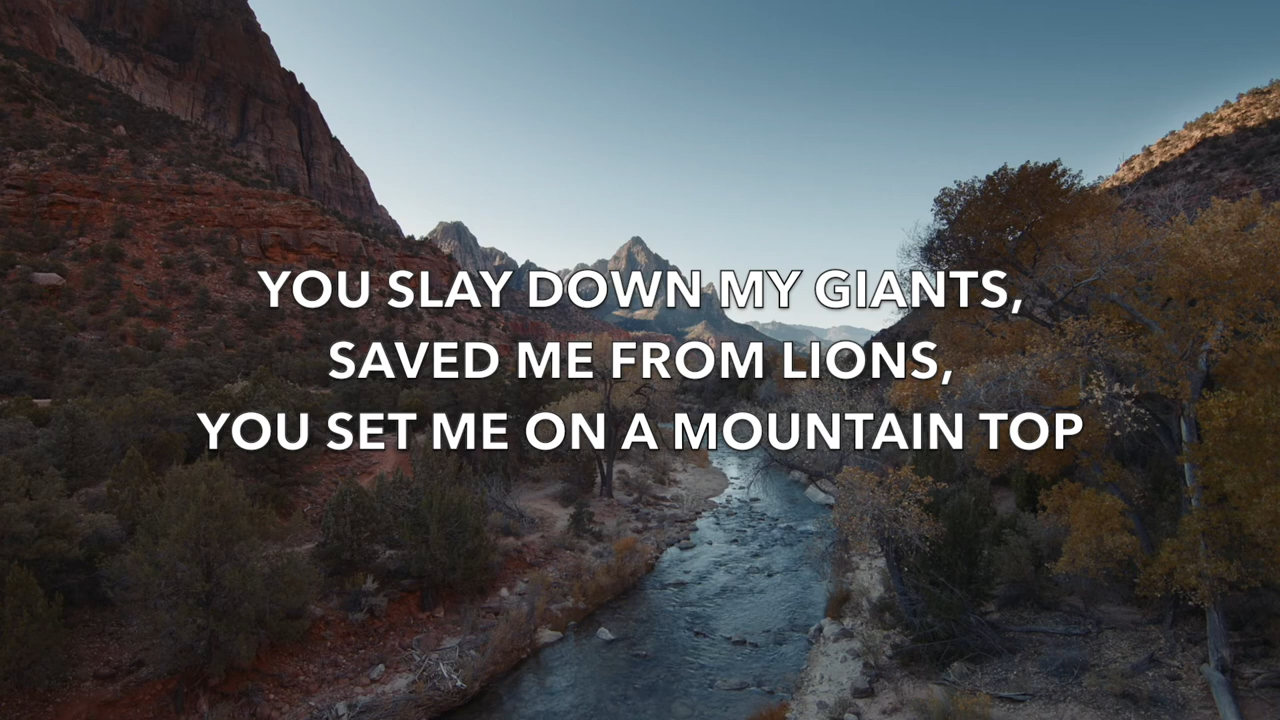 YOU SLAY DOWN MY GIANTS,
SAVED ME FROM LIONS,
YOU SET ME ON A MOUNTAIN TOP